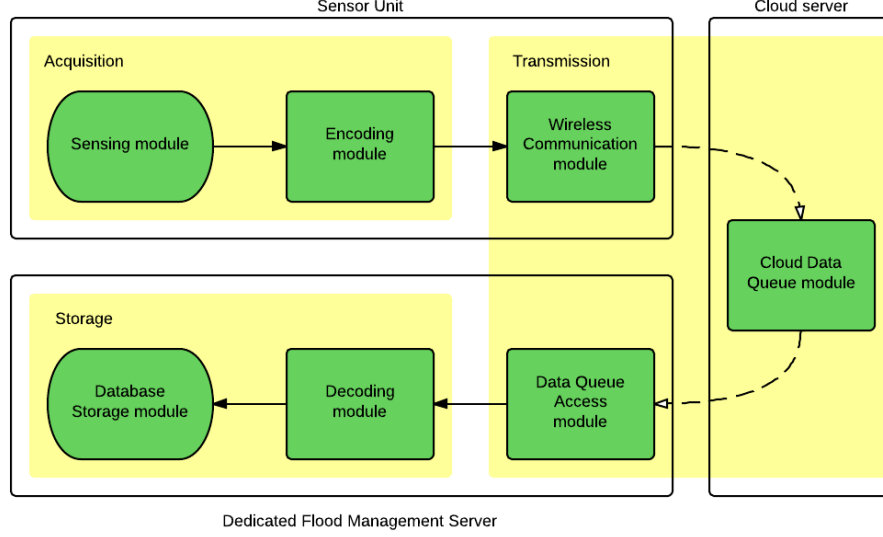 Sensor Unit
Cloud server
Acquisition
Transmission
Sensing module
Encoding
module
Wireless
Communication
module
Cloud Data
Queue module
Storage
Database
Storage module
Decoding
module
Data Queue
Access
module
Dedicated Flood Management Server